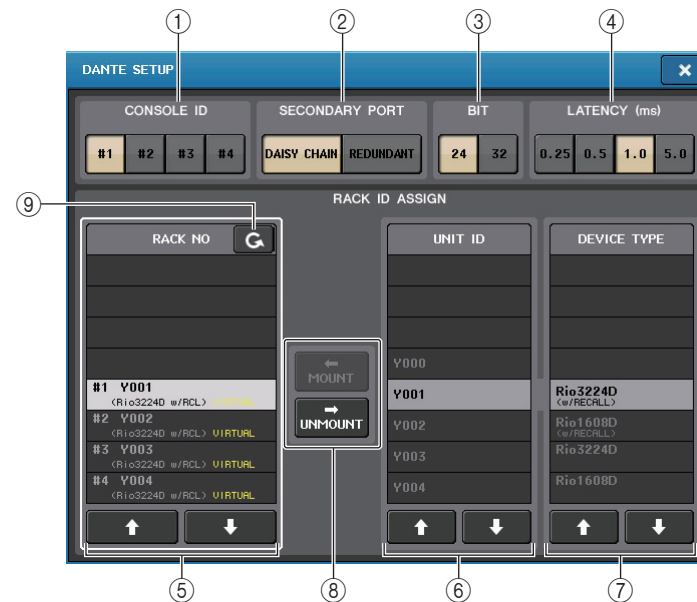 ① ② ③ ④
DANTE SETUP ×
CONSOLE ID SECONDARY PORT BIT LATENCY (ms)
#1 #2 #3 #4 DAISY CHAIN REDUNDANT 24 32 0.25 0.5 1.0 5.0
⑨
RACK ID ASSIGN
RACK NO UNIT ID DEVICE TYPE
Y000
MOUNT
#1 Y001 Y001 Rio3224D
(Rio3224D w/RCL) VIRTUAL (w/RECALL)
UNMOUNT
#2 Y002 Y002 Rio1608D
(Rio3224D w/RCL) VIRTUAL (w/RECALL)
#3 Y003 Y003 Rio3224D
(Rio3224D w/RCL) VIRTUAL
#4 Y004 Y004 Rio1608D
(Rio3224D w/RCL) VIRTUAL
⑤ ⑧ ⑥ ⑦